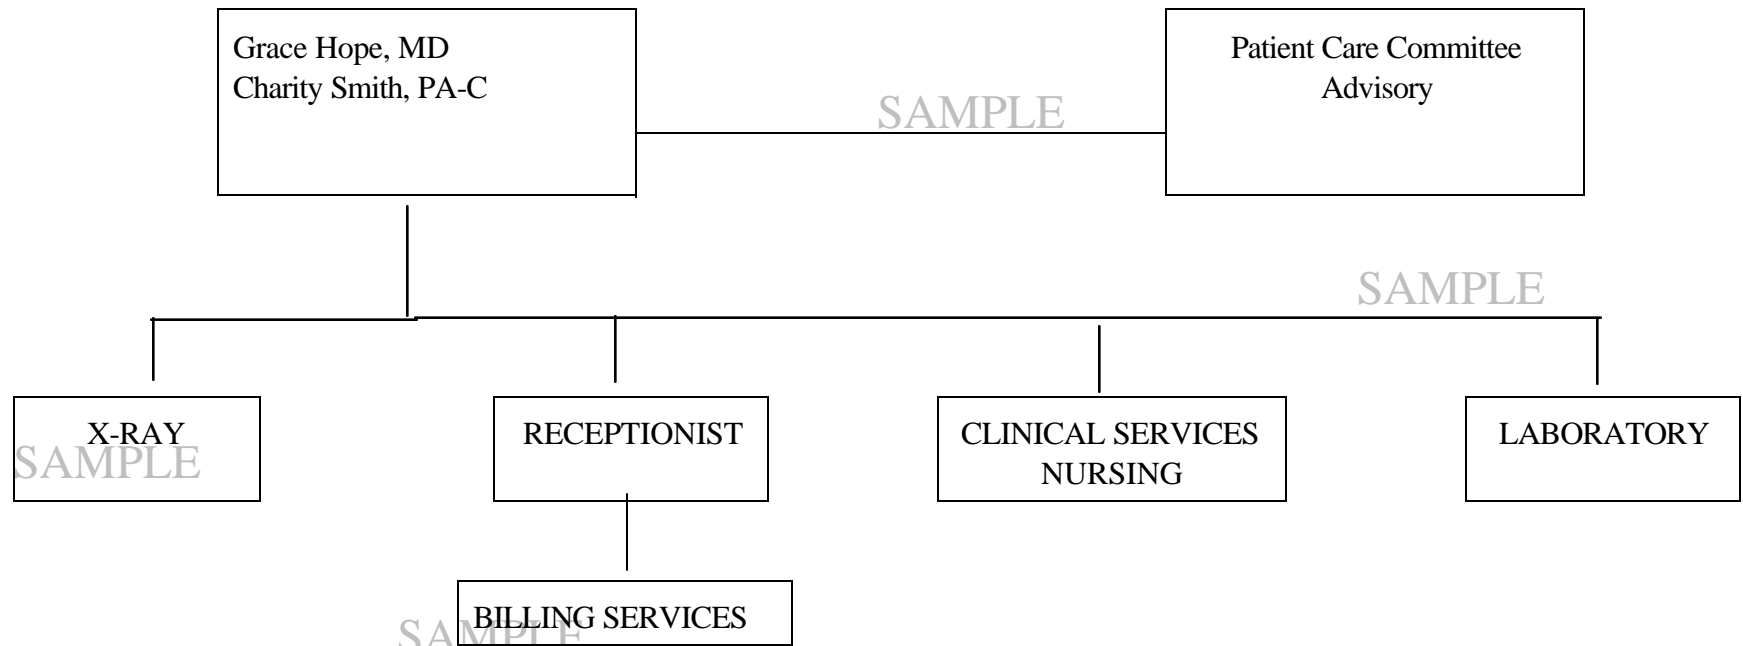 Grace Hope, MD
Charity Smith, PA-C
Patient Care Committee
Advisory
SAMPLE
SAMPLE
X-RAY
SAMPLE
RECEPTIONIST
CLINICAL SERVICES
NURSING
LABORATORY
BILLING SERVICES
SAMPLE